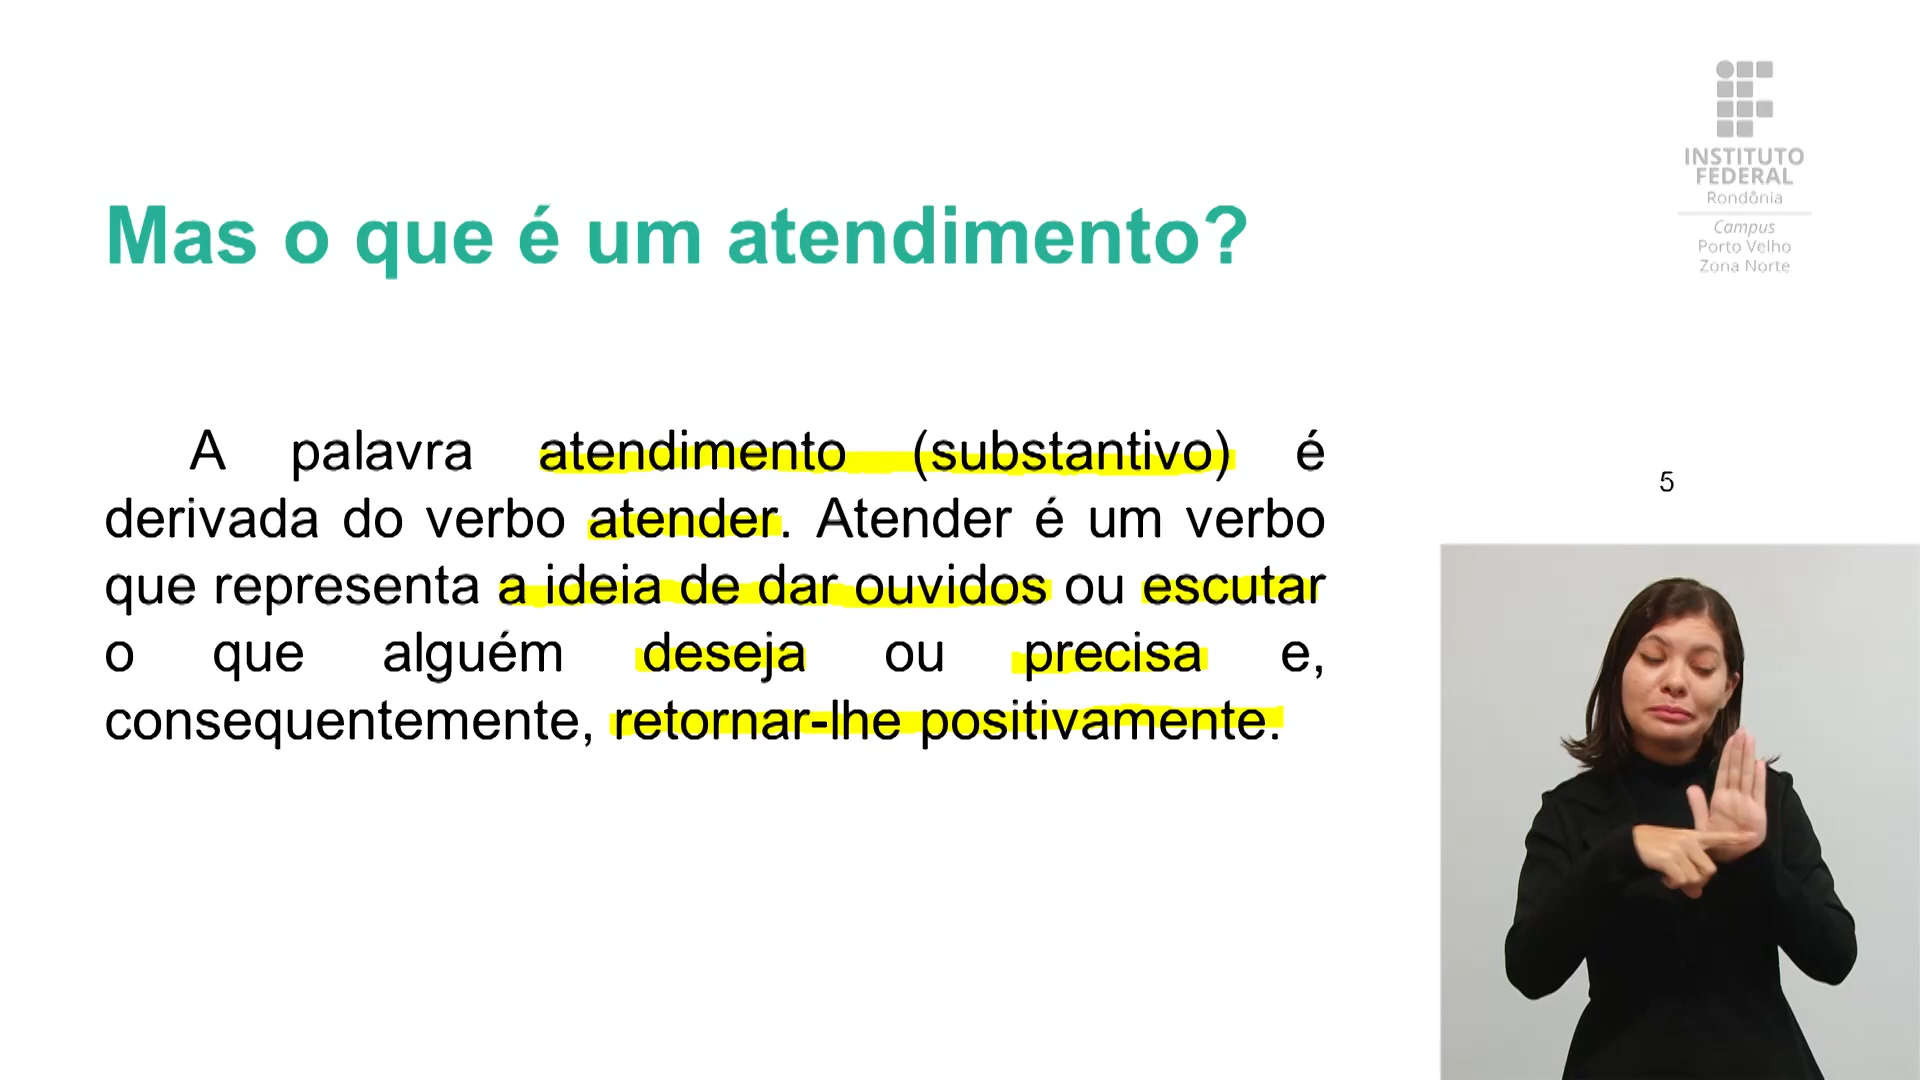 INSTITUTO
FEDERAL
Rondônia
Campus
Porto Velho
Zona Norte
Mas o que é um atendimento?
A palavra atendimento (substantivo) é
derivada do verbo atender. Atender é um verbo
que representa a ideia de dar ouvidos ou escutar
o que alguém deseja ou precisa e,
consequentemente, retornar-lhe positivamente.
5